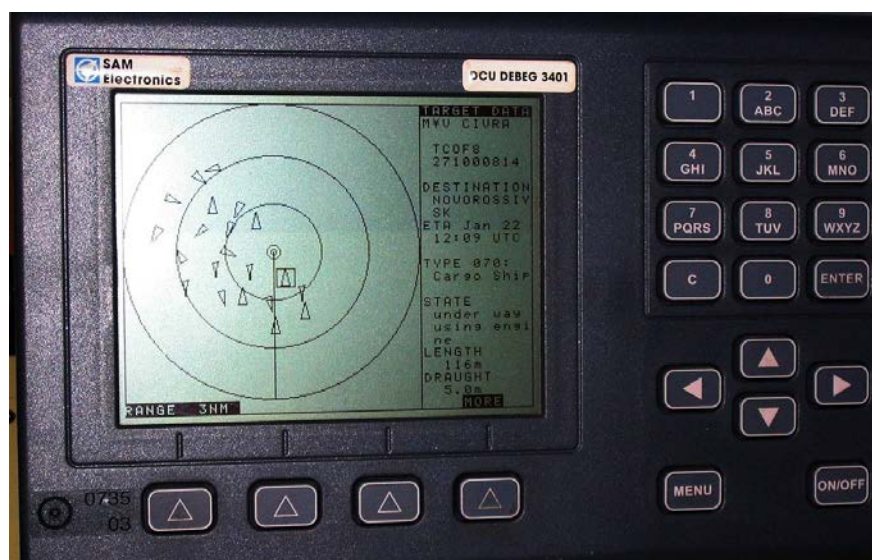 SAM
Electronics
DCU DEBEG 3401
TARGET DATA
M¥V CIVRA
TCOF8
271000814
DESTINATION
NOVOROSSIY
SK
ETA Jan 22
12:09 UTC
TYPE 070:
Cargo Ship
STATE
under way
using engi
ne
LENGTH
116m
DRAUGHT
5.0m
MORE
RANGE 3NM
1
2
ABC
3
DEF
4
GHI
5
JKL
6
MNO
7
PQRS
8
TUV
9
WXYZ
C
0
ENTER
MENU
ON/OFF
0735
03